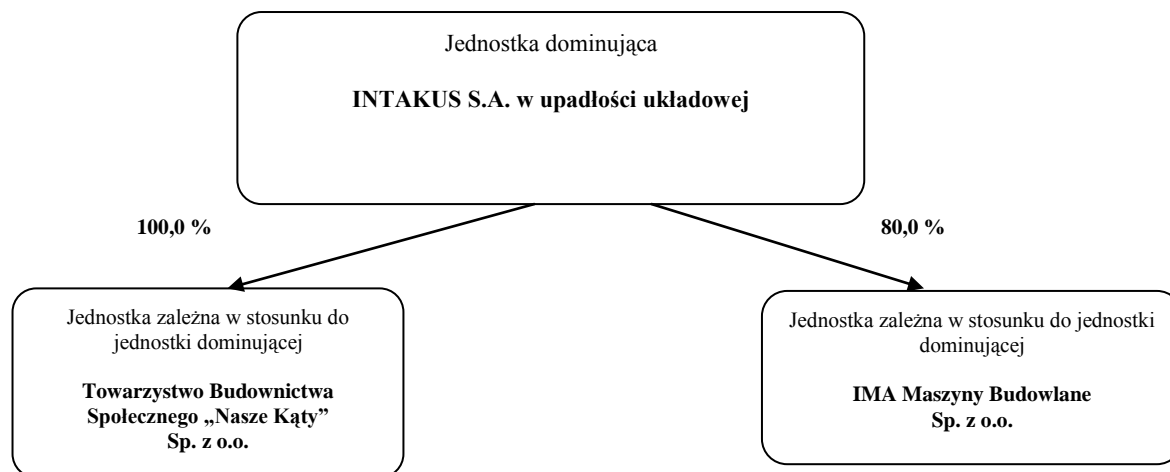 Jednostka dominująca
INTAKUS S.A. w upadłości układowej
100,0 %
80,0 %
Jednostka zależna w stosunku do
jednostki dominującej
Towarzystwo Budownictwa
Społecznego „Nasze Kąty”
Sp. z o.o.
Jednostka zależna w stosunku do jednostki
dominującej
IMA Maszyny Budowlane
Sp. z o.o.